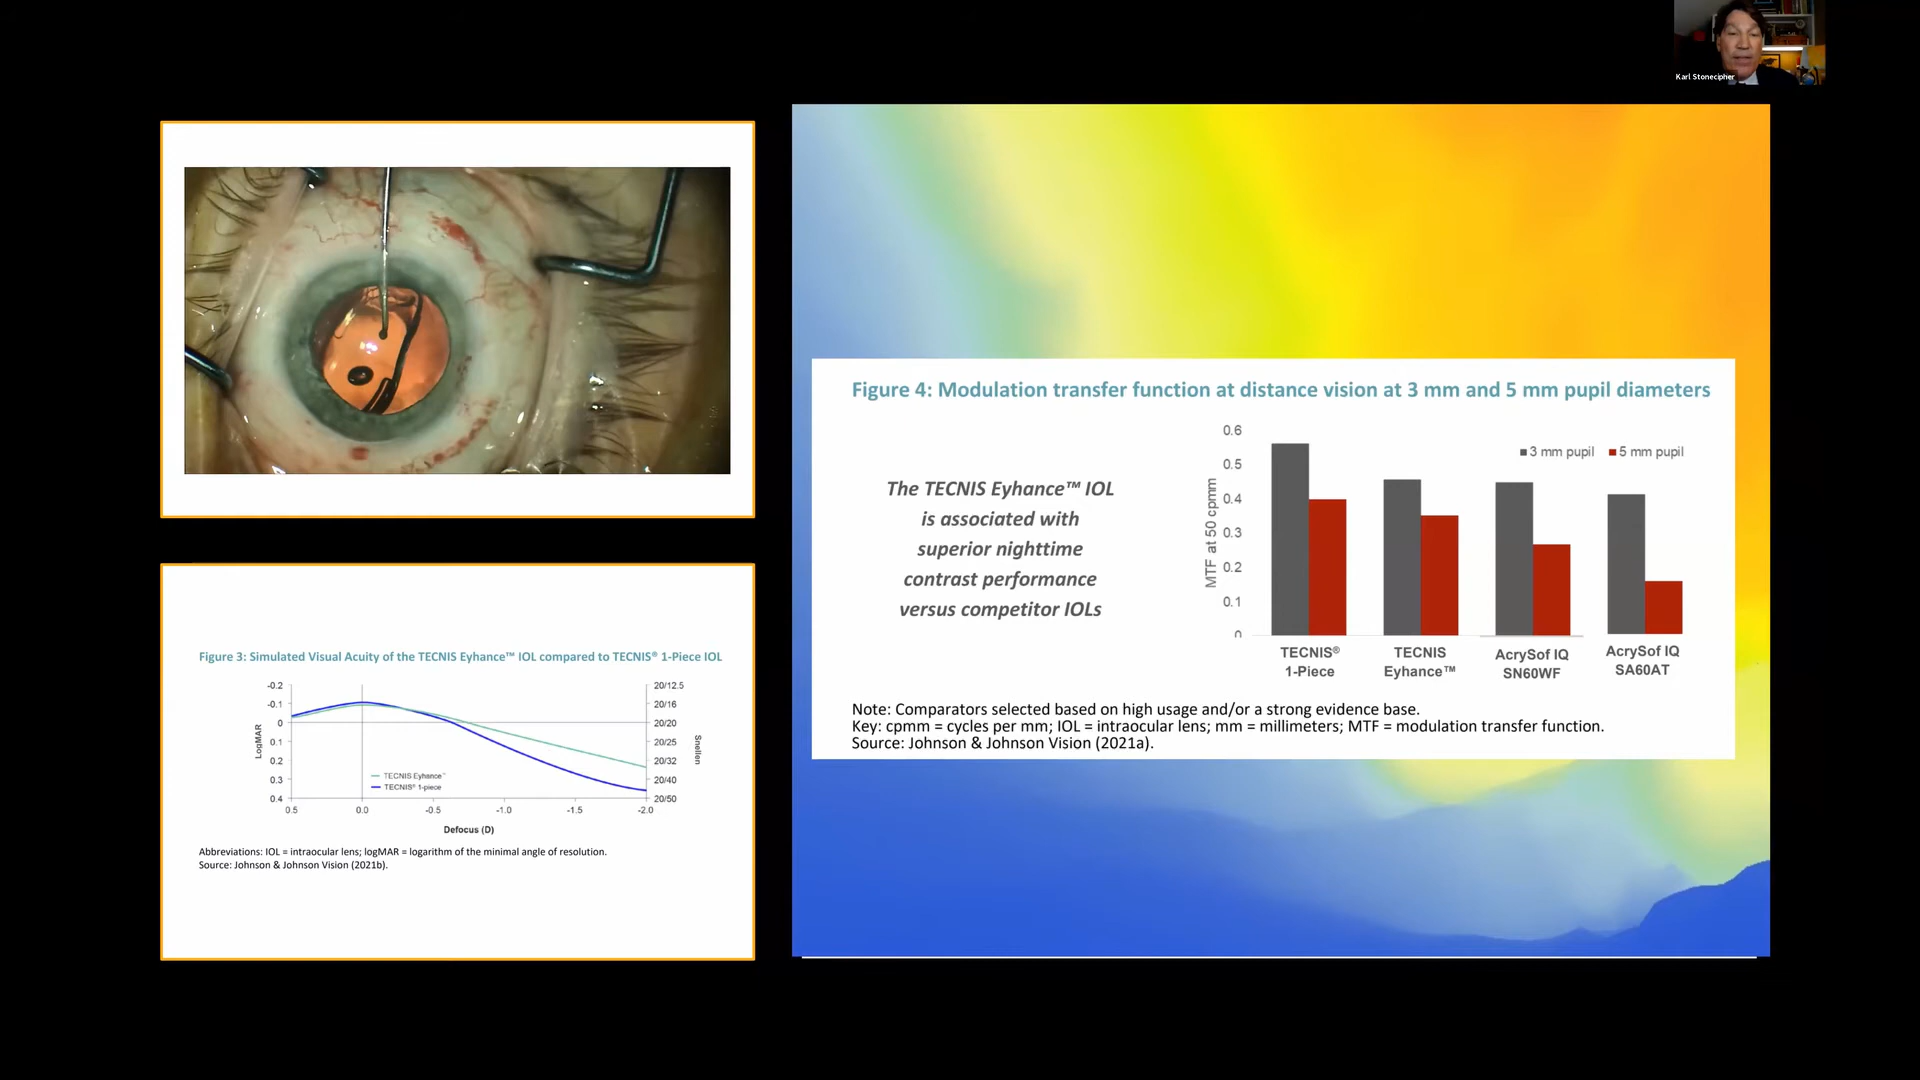 Karl Stonecipher
Figure 3: Simulated Visual Acuity of the TECNIS Eyhance™ IOL compared to TECNIS® 1-Piece IOL
-0.2
-0.1
0
0.1
0.2
0.3
0.4
LogMAR
20/12.5
20/16
20/20
20/25
20/32
20/40
20/50
Snellen
TECNIS Eyhance™
TECNIS® 1-piece
0.5 0.0 -0.5 -1.0 -1.5 -2.0
Defocus (D)
Abbreviations: IOL = intraocular lens; logMAR = logarithm of the minimal angle of resolution.
Source: Johnson & Johnson Vision (2021b).
Figure 4: Modulation transfer function at distance vision at 3 mm and 5 mm pupil diameters
The TECNIS Eyhance™ IOL
is associated with
superior nighttime
contrast performance
versus competitor IOLs
MTF at 50 cpmm
0.6
0.5
0.4
0.3
0.2
0.1
0
3 mm pupil 5 mm pupil
TECNIS®
1-Piece
TECNIS
Eyhance™
AcrySof IQ
SN60WF
AcrySof IQ
SA60AT
Note: Comparators selected based on high usage and/or a strong evidence base.
Key: cpmm = cycles per mm; IOL = intraocular lens; mm = millimeters; MTF = modulation transfer function.
Source: Johnson & Johnson Vision (2021a).